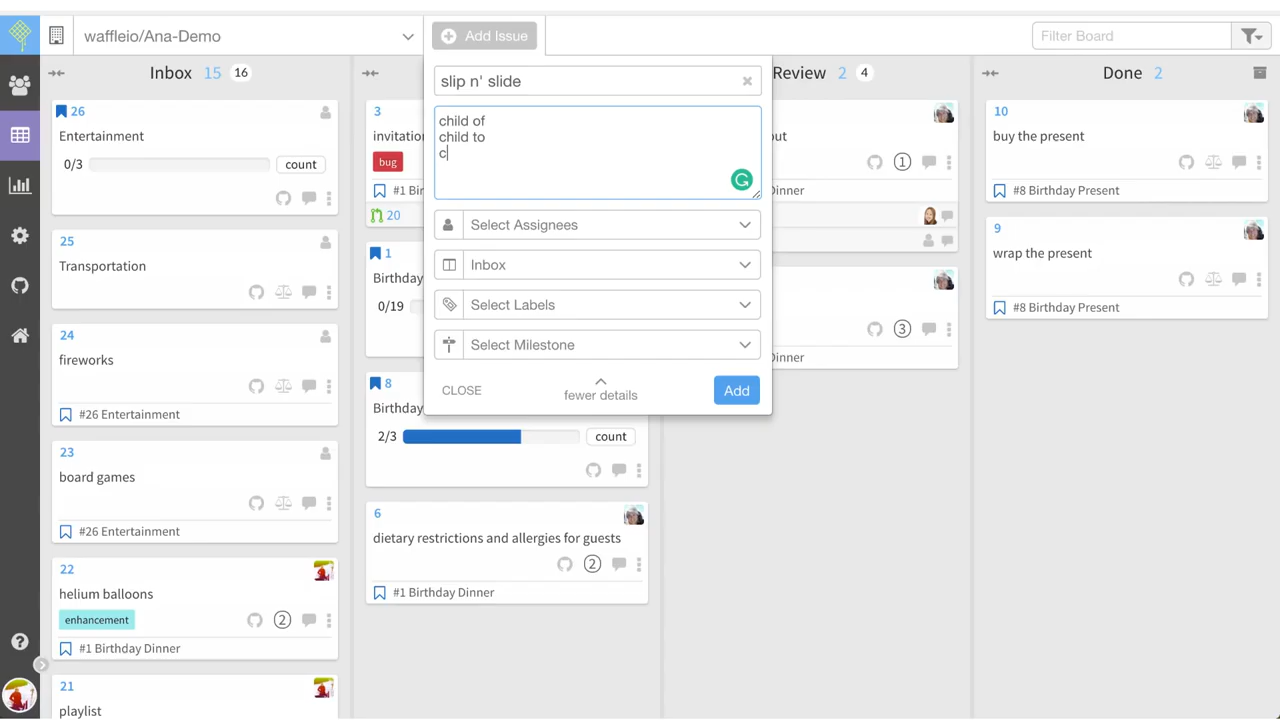 waffleio/Ana-Demo
Add Issue
Filter Board
Inbox 15 16
26
Entertainment
0/3 count
25
Transportation
24
fireworks
#26 Entertainment
23
board games
#26 Entertainment
22
helium balloons
enhancement 2
#1 Birthday Dinner
21
playlist
3
invitatio
bug
#1 Bir
20
1
Birthday
0/19
8
Birthday
2/3 count
6
dietary restrictions and allergies for guests
2
#1 Birthday Dinner
slip n' slide
child of
child to
c
Select Assignees
Inbox
Select Labels
Select Milestone
CLOSE
fewer details
Add
Review 2 4
out
1
Dinner
3
Dinner
Done 2
10
buy the present
#8 Birthday Present
9
wrap the present
#8 Birthday Present